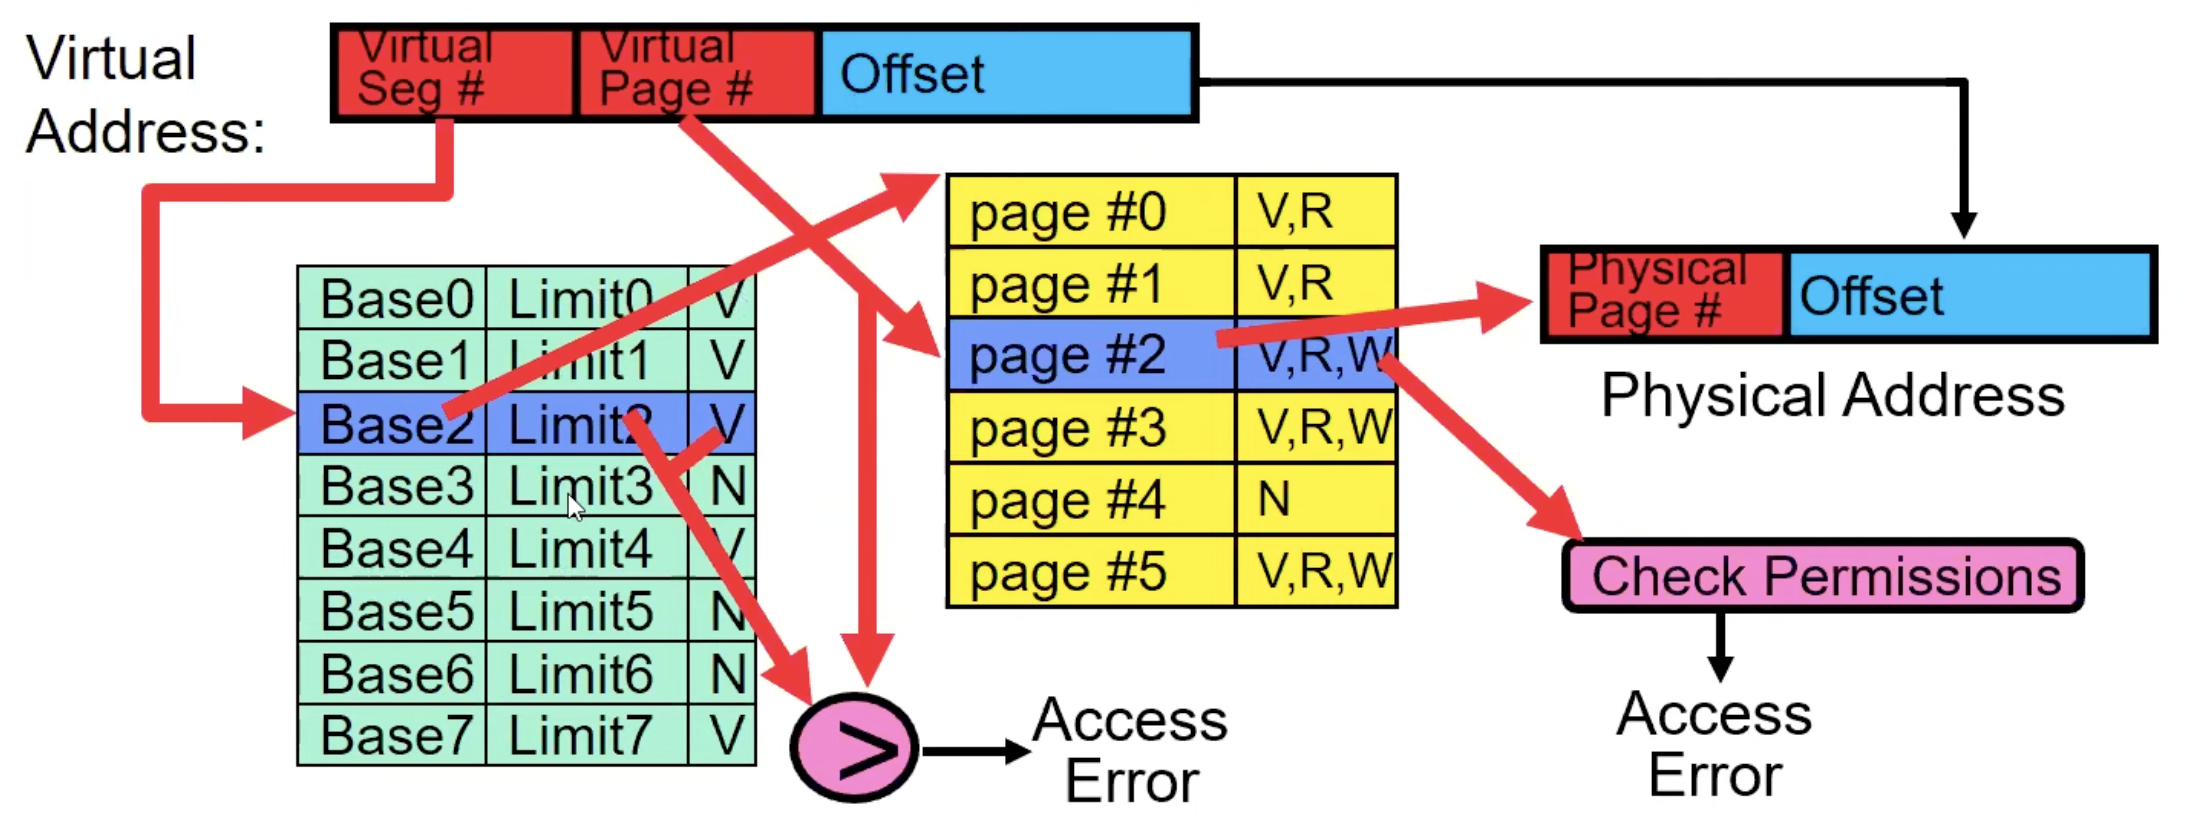 Virtual
Address:
Virtual
Seg #
Virtual
Page #
Offset
Base0 Limit0 V
Base1 Limit1 V
Base2 Limit2 V
Base3 Limit3 N
Base4 Limit4 V
Base5 Limit5 N
Base6 Limit6 N
Base7 Limit7 V
page #0 V,R
page #1 V,R
page #2 V,R,W
page #3 V,R,W
page #4 N
page #5 V,R,W
Physical
Page #
Offset
Physical Address
Check Permissions
>
Access
Error
Access
Error